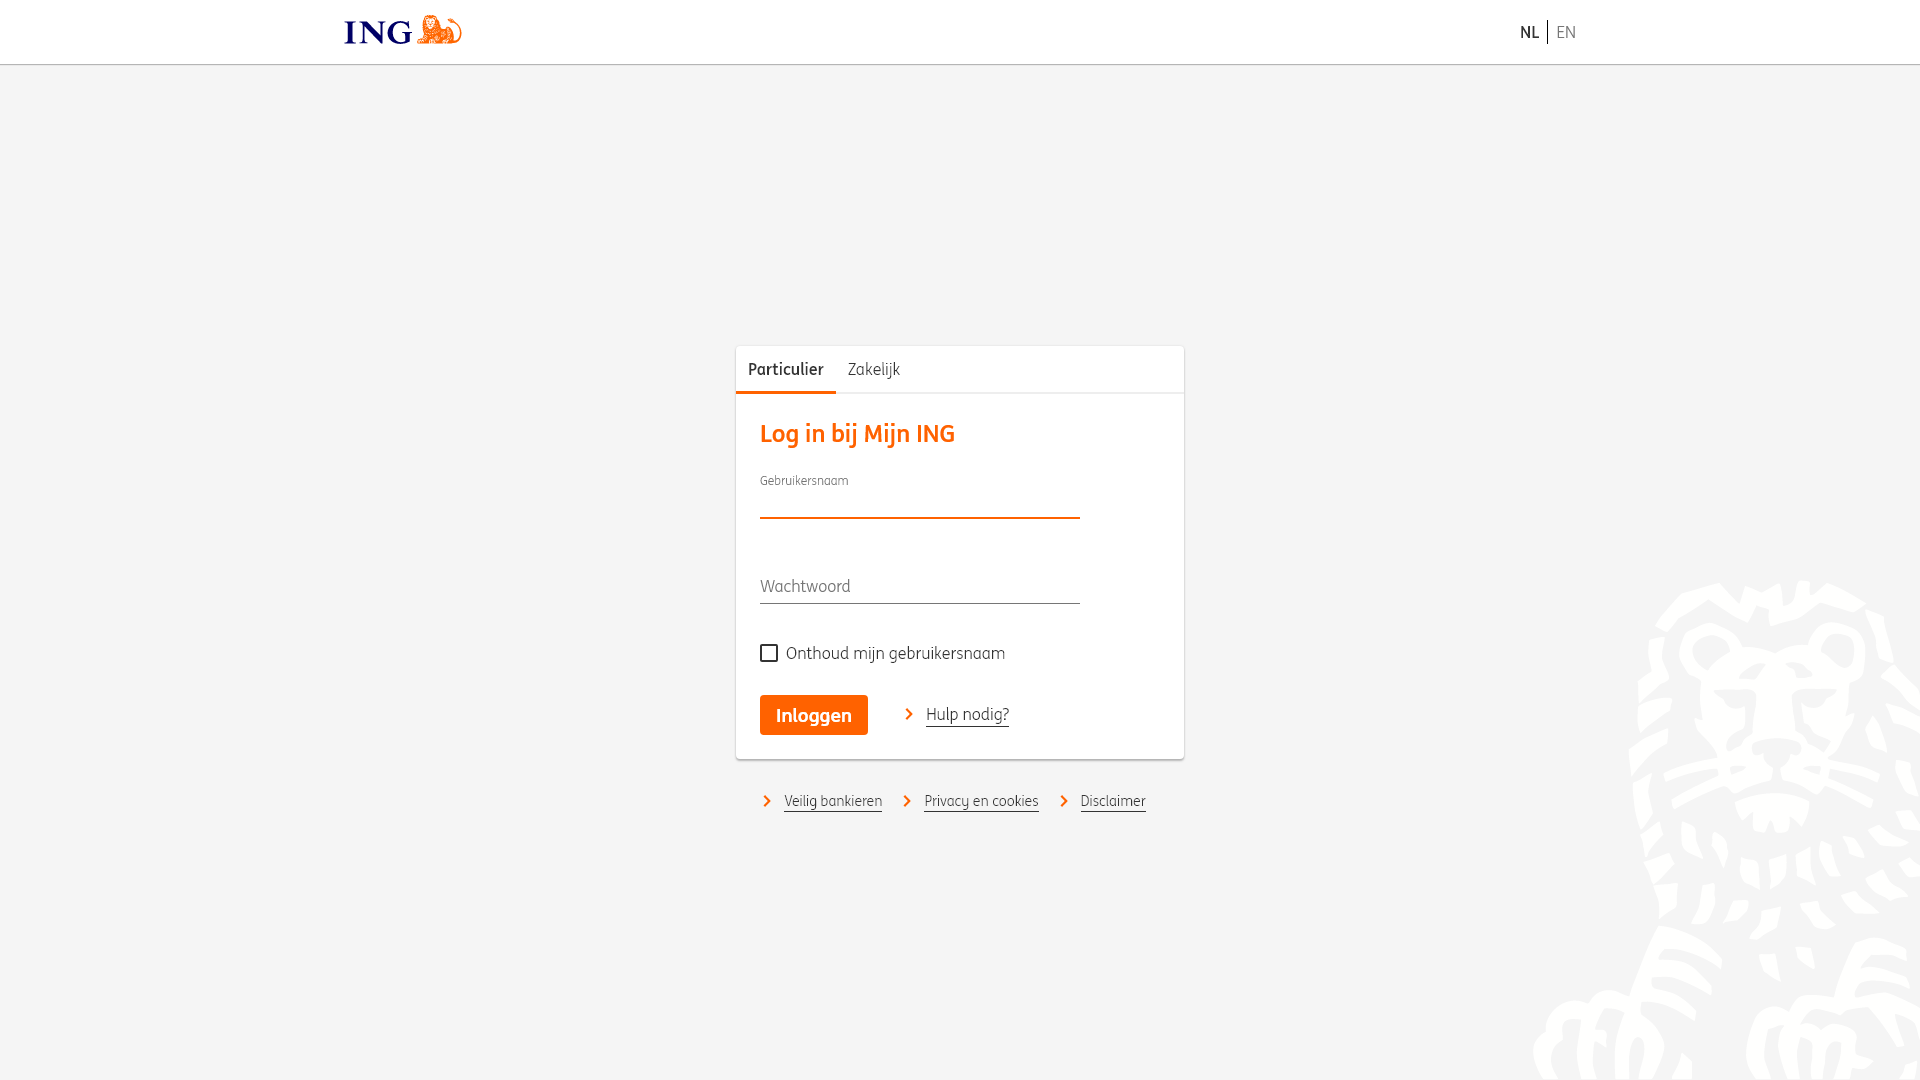 ING
NL EN
Particulier Zakelijk
Log in bij Mijn ING
Gebruikersnaam
Wachtwoord
Onthoud mijn gebruikersnaam
Inloggen Hulp nodig?
Veilig bankieren Privacy en cookies Disclaimer